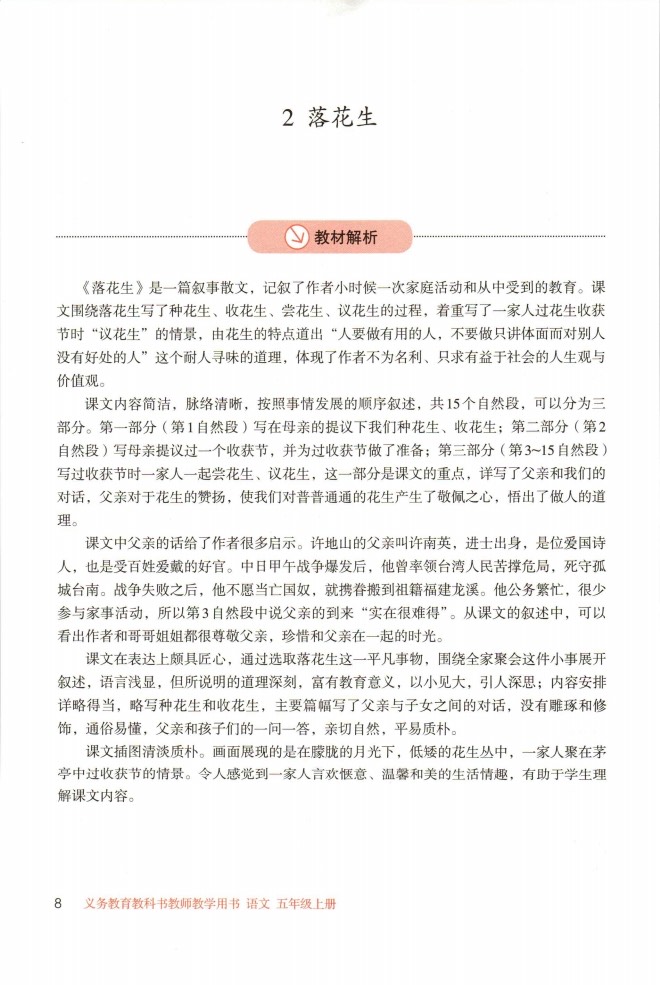 2 落花生
教材解析
《落花生》是一篇叙事散文，记叙了作者小时候一次家庭活动和从中受到的教育。课
文围绕落花生写了种花生、收花生、尝花生、议花生的过程，着重写了一家人过花生收获
节时“议花生”的情景，由花生的特点道出“人要做有用的人，不要做只讲体面而对别人
没有好处的人”这个耐人寻味的道理，体现了作者不为名利、只求有益于社会的人生观与
价值观。
课文内容简洁，脉络清晰，按照事情发展的顺序叙述，共15个自然段，可以分为三
部分。第一部分（第1自然段）写在母亲的提议下我们种花生、收花生；第二部分（第2
自然段）写母亲提议过一个收获节，并为过收获节做了准备；第三部分（第3~15自然段）
写过收获节时一家人一起尝花生、议花生，这一部分是课文的重点，详写了父亲和我们的
对话，父亲对于花生的赞扬，使我们对普普通通的花生产生了敬佩之心，悟出了做人的道
理。
课文中父亲的话给了作者很多启示。许地山的父亲叫许南英，进士出身，是位爱国诗
人，也是受百姓爱戴的好官。中日甲午战争爆发后，他曾率领台湾人民苦撑危局，死守孤
城台南。战争失败之后，他不愿当亡国奴，就携眷搬到祖籍福建龙溪。他公务繁忙，很少
参与家事活动，所以第3自然段中说父亲的到来“实在很难得”。从课文的叙述中，可以
看出作者和哥哥姐姐都很尊敬父亲，珍惜和父亲在一起的时光。
课文在表达上颇具匠心，通过选取落花生这一平凡事物，围绕全家聚会这件小事展开
叙述，语言浅显，但所说明的道理深刻，富有教育意义，以小见大，引人深思；内容安排
详略得当，略写种花生和收花生，主要篇幅写了父亲与子女之间的对话，没有雕琢和修
饰，通俗易懂，父亲和孩子们的一问一答，亲切自然，平易质朴。
课文插图清淡质朴。画面展现的是在朦胧的月光下，低矮的花生丛中，一家人聚在茅
亭中过收获节的情景。令人感觉到一家人言欢惬意、温馨和美的生活情趣，有助于学生理
解课文内容。
8 义务教育教科书教师教学用书 语文 五年级上册